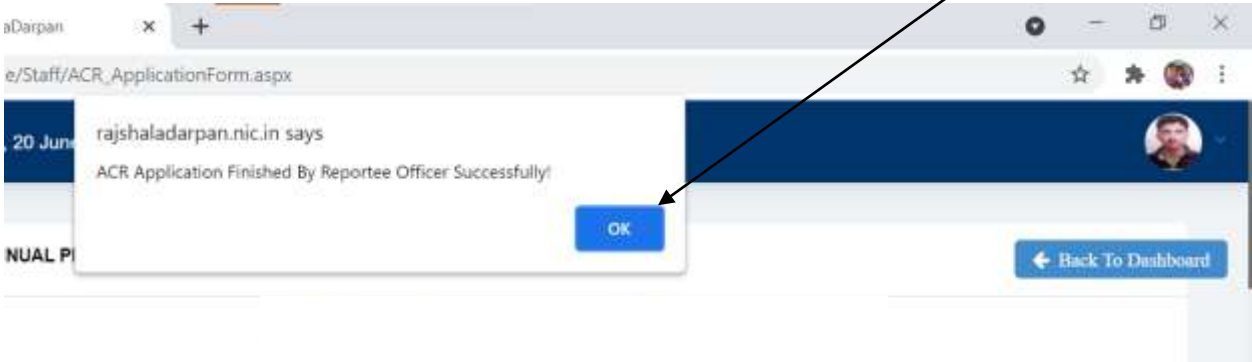 aDarpan
e/Staff/ACR_ApplicationForm.aspx
, 20 June
rajshaladarpan.nic.in says
ACR Application Finished By Reportee Officer Successfully!
OK
NUAL P
Back To Dashboard